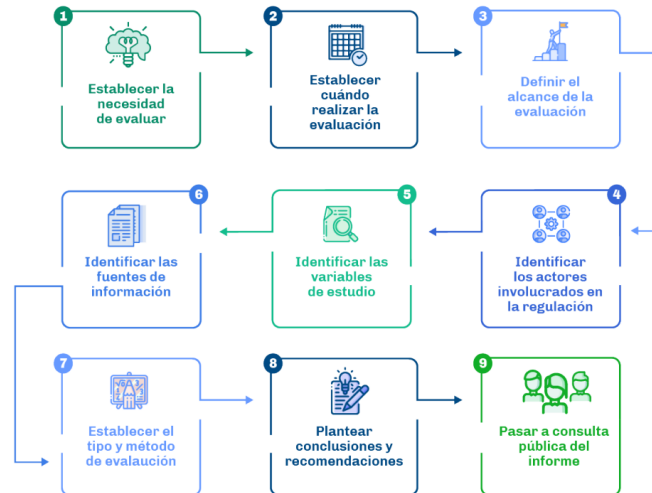 1
Establecer la
necesidad
de evaluar
2
Establecer
cuándo
realizar la
evaluación
3
Definir el
alcance de la
evaluación
4
Identificar
los actores
involucrados en
la regulación
5
Identificar las
variables
de estudio
6
Identificar las
fuentes de
información
7
Establecer el
tipo y método
de evalaución
8
Plantear
conclusiones y
recomendaciones
9
Pasar a consulta
pública del
informe